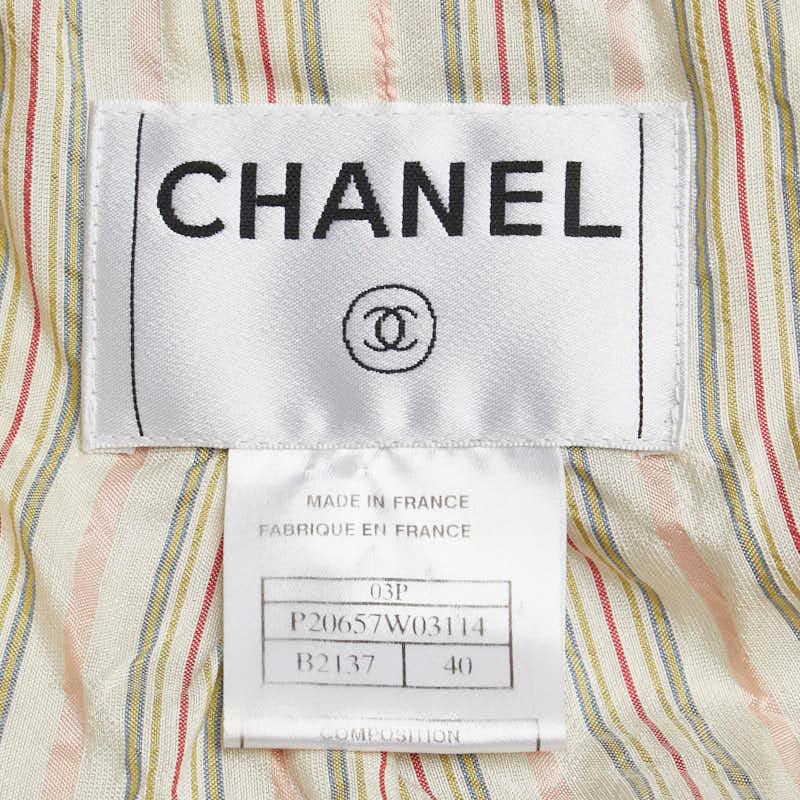 CHANEL
MADE IN FRANCE
FABRIQUE EN FRANCE
03P
P20657W03114
B2137 40
COMPOSITION